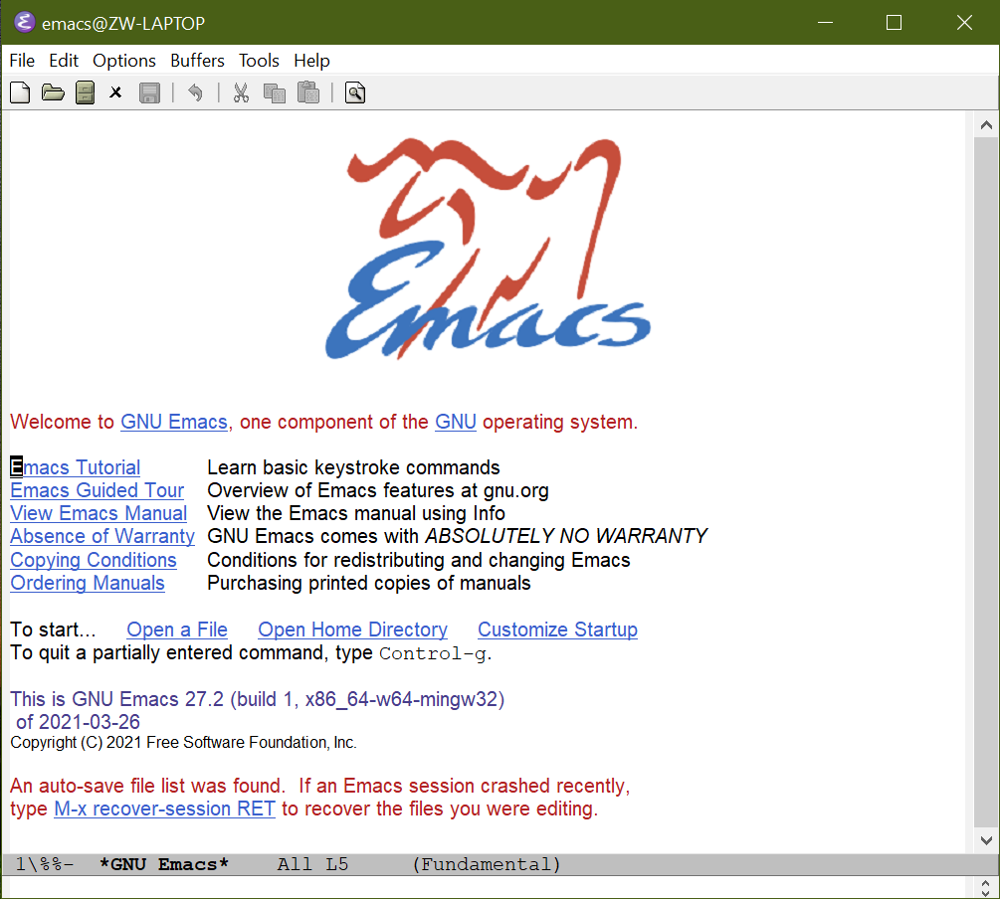 emacs@ZW-LAPTOP
File Edit Options Buffers Tools Help
Emacs
Welcome to GNU Emacs, one component of the GNU operating system.
Emacs Tutorial Learn basic keystroke commands
Emacs Guided Tour Overview of Emacs features at gnu.org
View Emacs Manual View the Emacs manual using Info
Absence of Warranty GNU Emacs comes with ABSOLUTELY NO WARRANTY
Copying Conditions Conditions for redistributing and changing Emacs
Ordering Manuals Purchasing printed copies of manuals
To start... Open a File Open Home Directory Customize Startup
To quit a partially entered command, type Control-g.
This is GNU Emacs 27.2 (build 1, x86_64-w64-mingw32)
of 2021-03-26
Copyright (C) 2021 Free Software Foundation, Inc.
An auto-save file list was found. If an Emacs session crashed recently,
type M-x recover-session RET to recover the files you were editing.
1\%%- *GNU Emacs* All L5 (Fundamental)